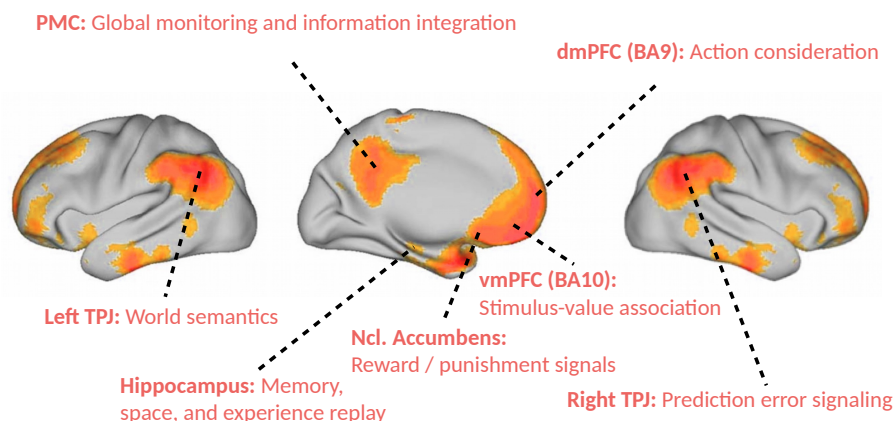 PMC: Global monitoring and information integration
dmPFC (BA9): Action consideration
vmPFC (BA10):
Stimulus-value association
Left TPJ: World semantics
Ncl. Accumbens:
Reward / punishment signals
Hippocampus: Memory,
space, and experience replay
Right TPJ: Prediction error signaling